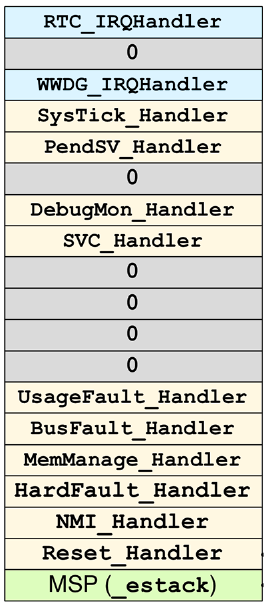 RTC_IRQHandler
0
WWDG_IRQHandler
SysTick_Handler
PendSV_Handler
0
DebugMon_Handler
SVC_Handler
0
0
0
0
UsageFault_Handler
BusFault_Handler
MemManage_Handler
HardFault_Handler
NMI_Handler
Reset_Handler
MSP (_estack)